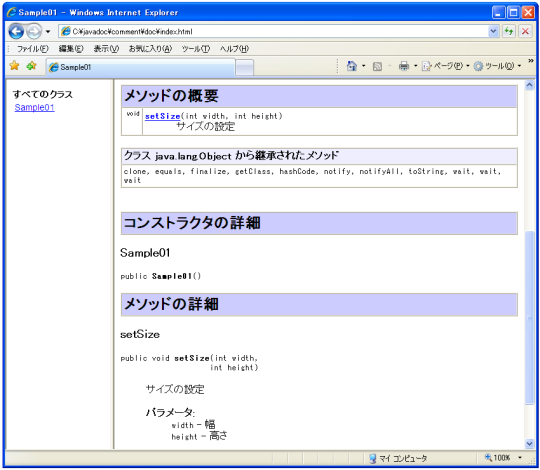 Sample01 - Windows Internet Explorer
C:¥javadoc¥comment¥doc¥index.html
ファイル(F) 編集(E) 表示(V) お気に入り(A) ツール(T) ヘルプ(H)
Sample01
ページ(P) ツール(O)
すべてのクラス
Sample01
メソッドの概要
void setSize(int width, int height)
サイズの設定
クラス java.lang.Object から継承されたメソッド
clone, equals, finalize, getClass, hashCode, notify, notifyAll, toString, wait, wait,
wait
コンストラクタの詳細
Sample01
public Sample01()
メソッドの詳細
setSize
public void setSize(int width,
int height)
サイズの設定
パラメータ:
width - 幅
height - 高さ
マイ コンピュータ
100%